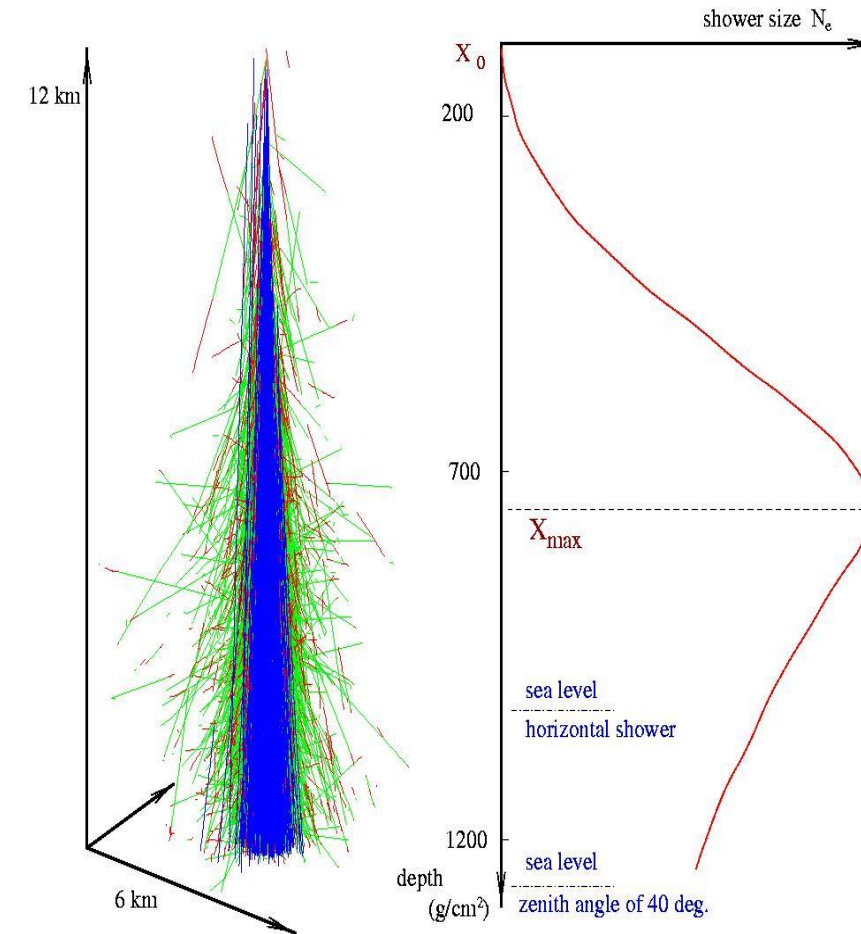 shower size Nₑ
X₀
12 km
200
700
Xmax
sea level
horizontal shower
1200
sea level
depth
(g/cm²)
zenith angle of 40 deg.
6 km